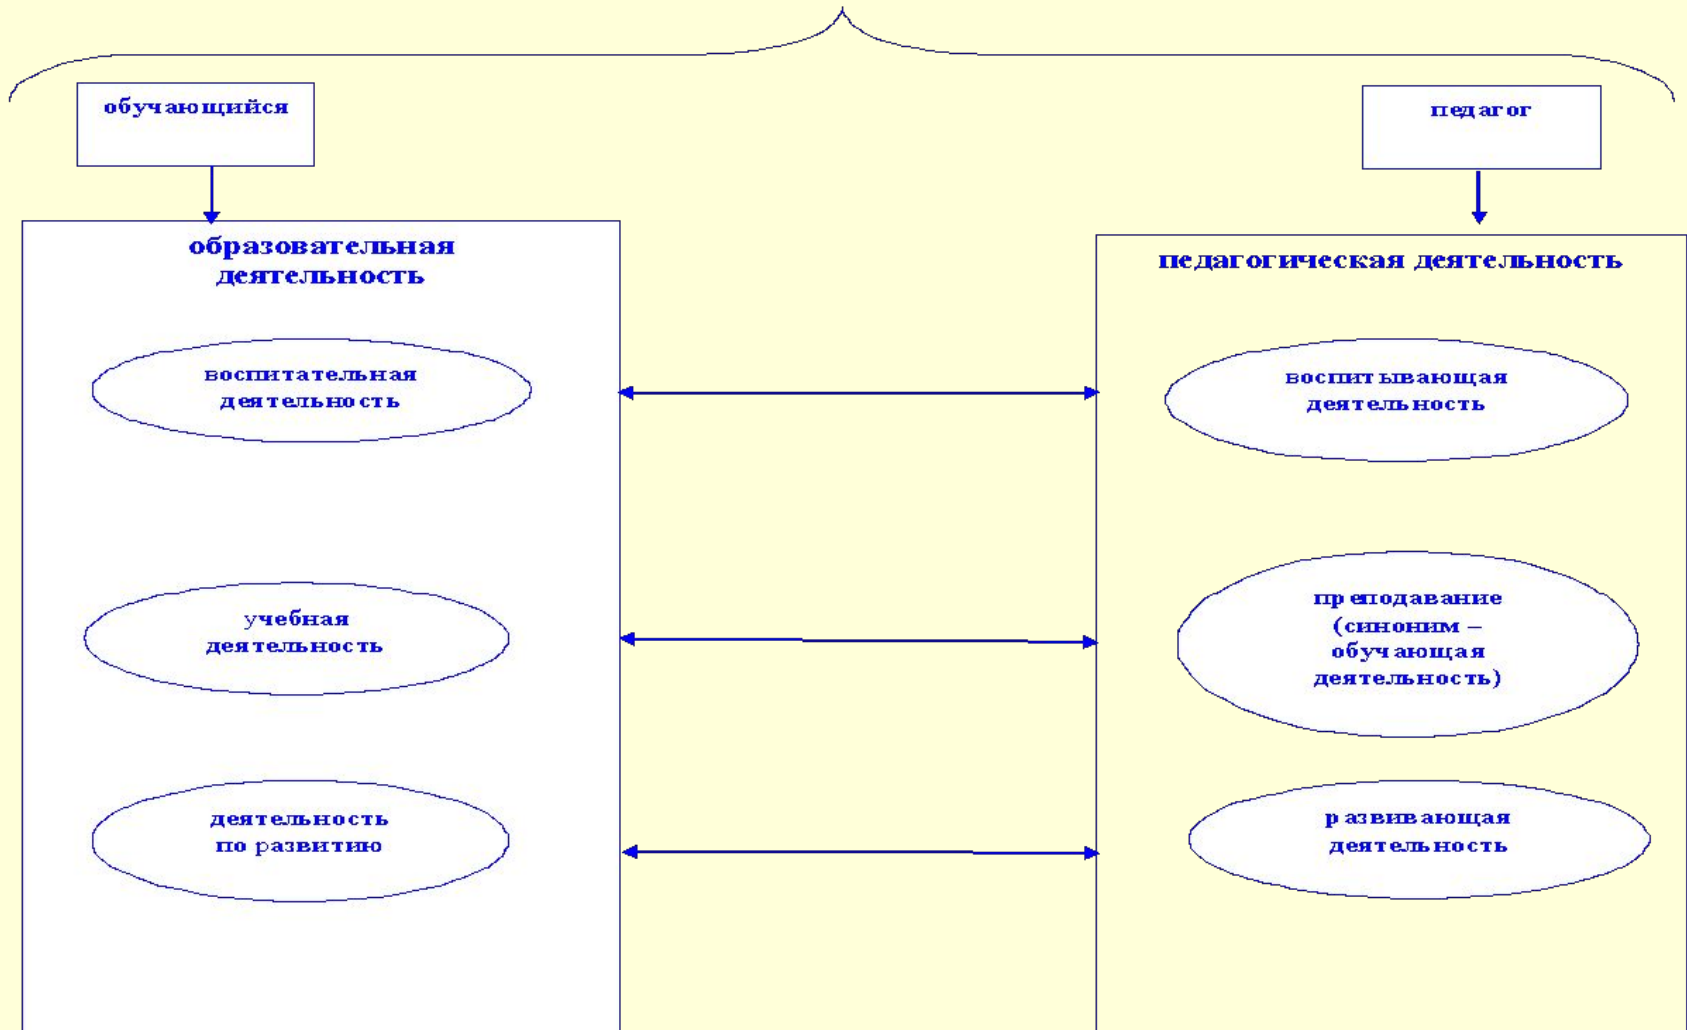 обучающийся
педагог
образовательная
деятельность
воспитательная
деятельность
учебная
деятельность
деятельность
по развитию
педагогическая деятельность
воспитывающая
деятельность
преподавание
(синоним –
обучающая
деятельность)
развивающая
деятельность